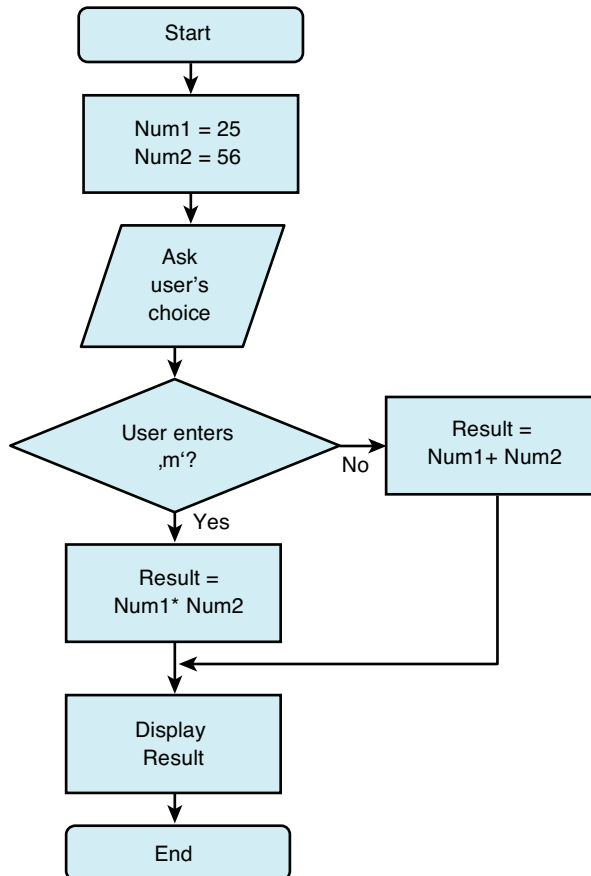 Start
Num1 = 25
Num2 = 56
Ask
user's
choice
User enters
‚m‘?
No
Result =
Num1+ Num2
Yes
Result =
Num1* Num2
Display
Result
End